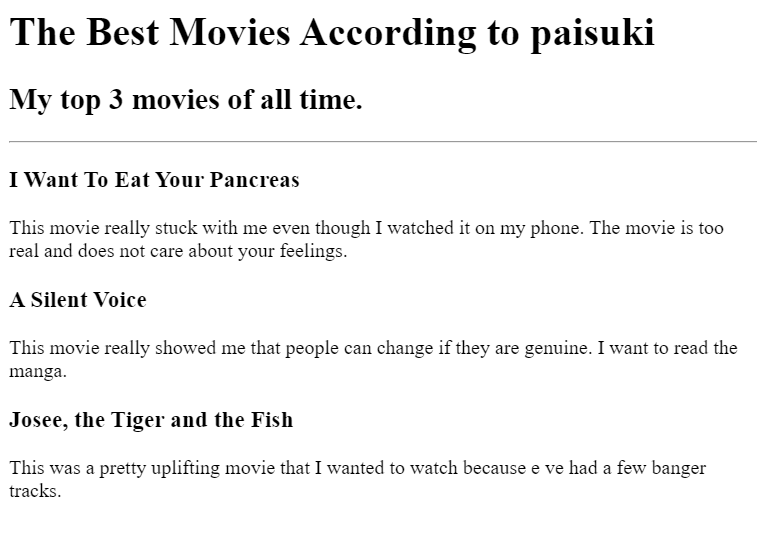 The Best Movies According to paisuki
My top 3 movies of all time.
I Want To Eat Your Pancreas
This movie really stuck with me even though I watched it on my phone. The movie is too
real and does not care about your feelings.
A Silent Voice
This movie really showed me that people can change if they are genuine. I want to read the
manga.
Josee, the Tiger and the Fish
This was a pretty uplifting movie that I wanted to watch because e ve had a few banger
tracks.